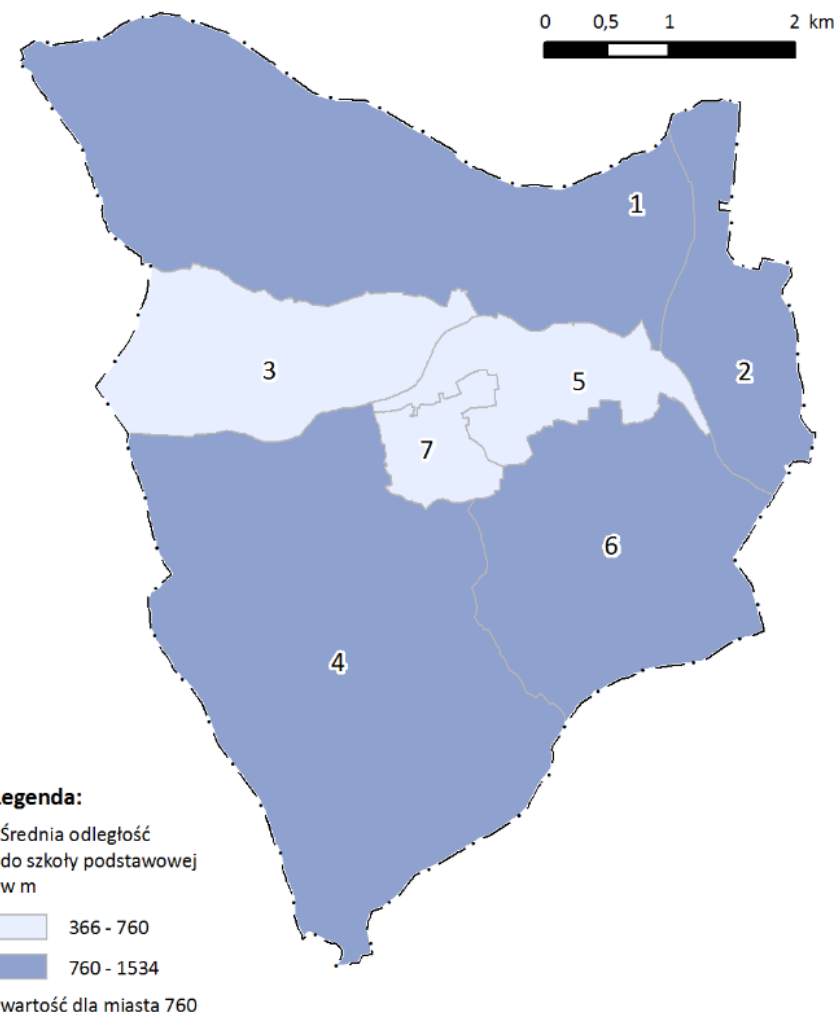 0 0,5 1 2 km
1
2
3
5
7
6
4
egenda:
Średnia odległość
do szkoły podstawowej
w m
366 - 760
760 - 1534
wartość dla miasta 760